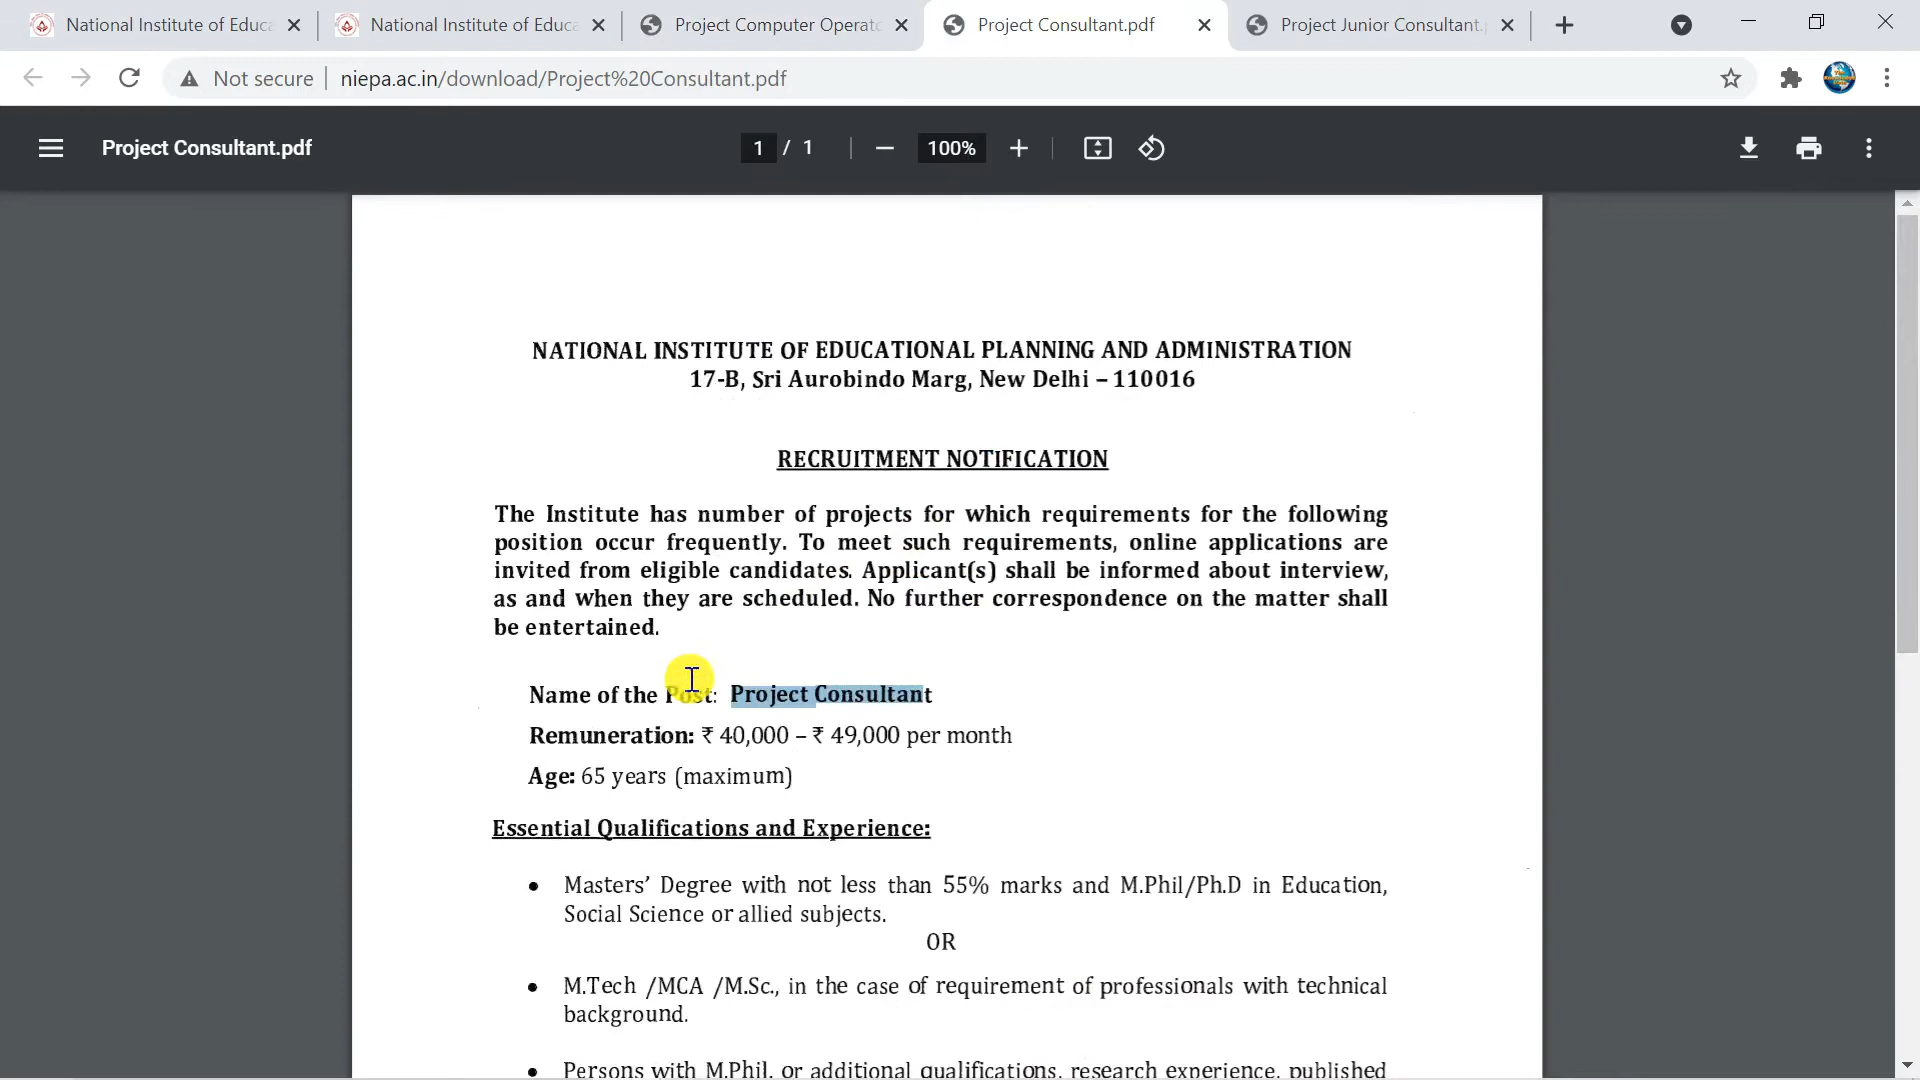 National Institute of Educa
National Institute of Educa
Project Computer Operato
Project Consultant.pdf
Project Junior Consultant.p
Not secure
niepa.ac.in/download/Project%20Consultant.pdf
Project Consultant.pdf
1 / 1
100%
NATIONAL INSTITUTE OF EDUCATIONAL PLANNING AND ADMINISTRATION
17-B, Sri Aurobindo Marg, New Delhi – 110016
RECRUITMENT NOTIFICATION
The Institute has number of projects for which requirements for the following
position occur frequently. To meet such requirements, online applications are
invited from eligible candidates. Applicant(s) shall be informed about interview,
as and when they are scheduled. No further correspondence on the matter shall
be entertained.
Name of the Post: Project Consultant
Remuneration: ₹ 40,000 – ₹ 49,000 per month
Age: 65 years (maximum)
Essential Qualifications and Experience:
• Masters’ Degree with not less than 55% marks and M.Phil/Ph.D in Education,
Social Science or allied subjects.
OR
• M.Tech /MCA /M.Sc., in the case of requirement of professionals with technical
background.
• Persons with M.Phil. or additional qualifications, research experience, published